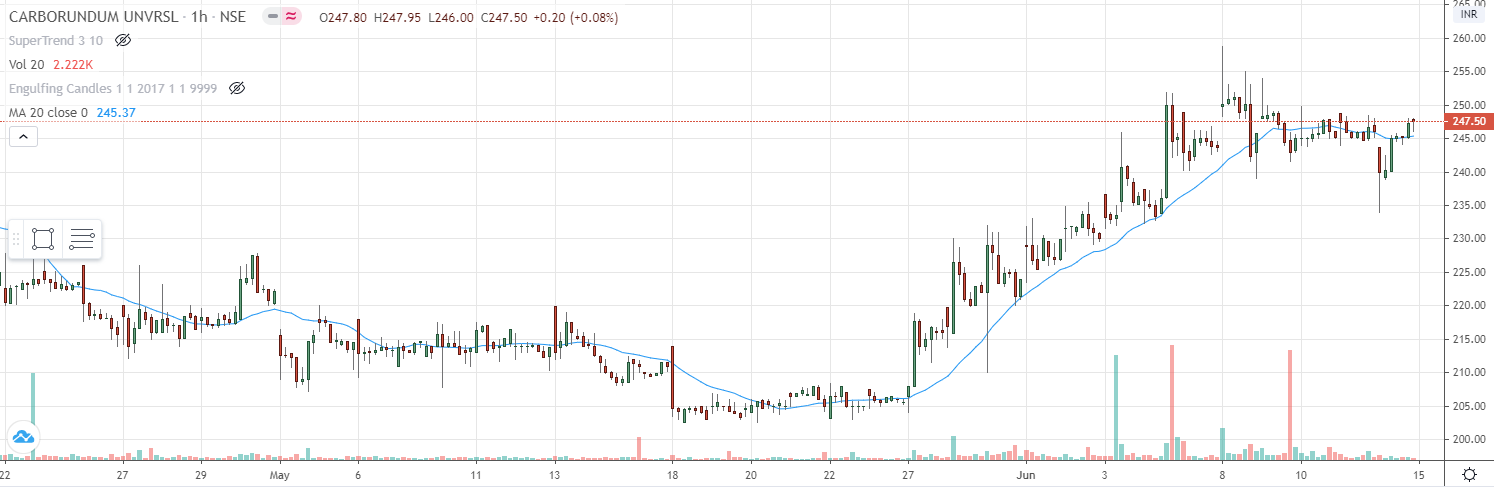 CARBORUNDUM UNVRSL · 1h · NSE O247.80 H247.95 L246.00 C247.50 +0.20 (+0.08%)
SuperTrend 3 10
Vol 20 2.222K
Engulfing Candles 1 1 2017 1 1 9999
MA 20 close 0 245.37
265.00
INR
260.00
255.00
250.00
247.50
245.00
240.00
235.00
230.00
225.00
220.00
215.00
210.00
205.00
200.00
22 27 29 May 6 11 13 18 20 22 27 Jun 3 8 10 15